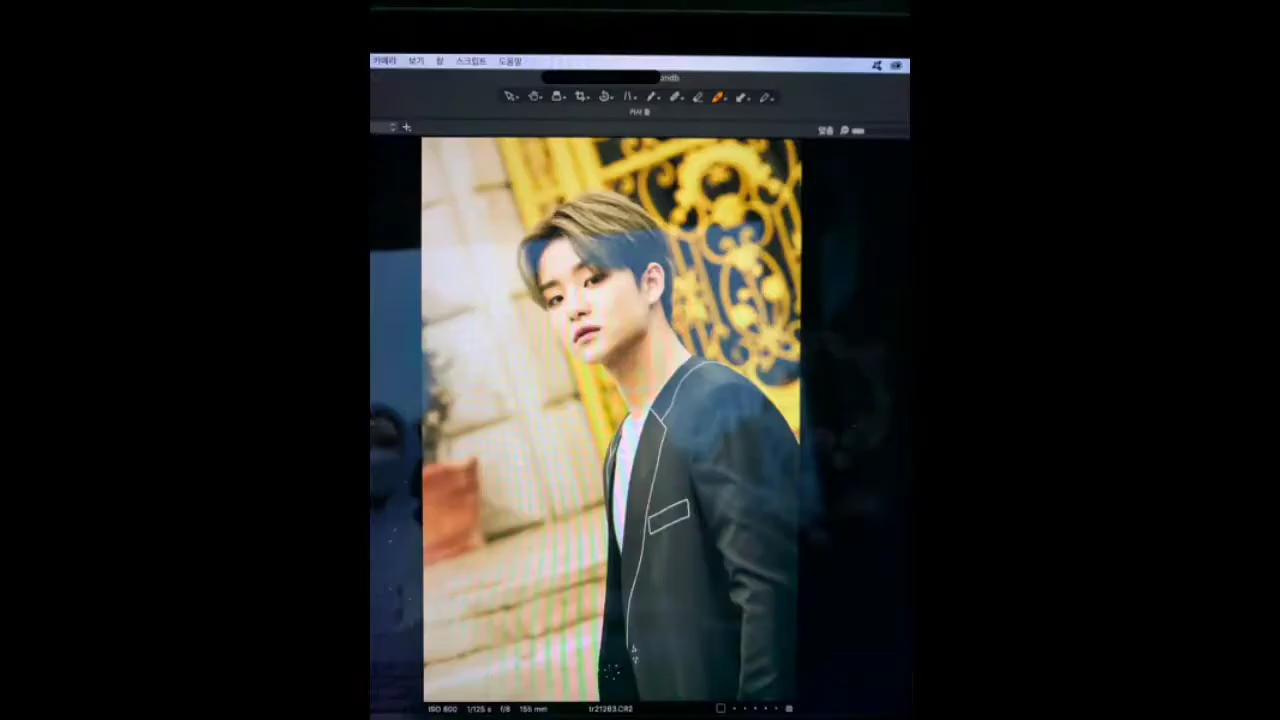 카메라 보기 창 스크립트 도움말
andb
커서 툴
맞춤
ISO 800 1/125 s f/8 155 mm tr21263.CR2